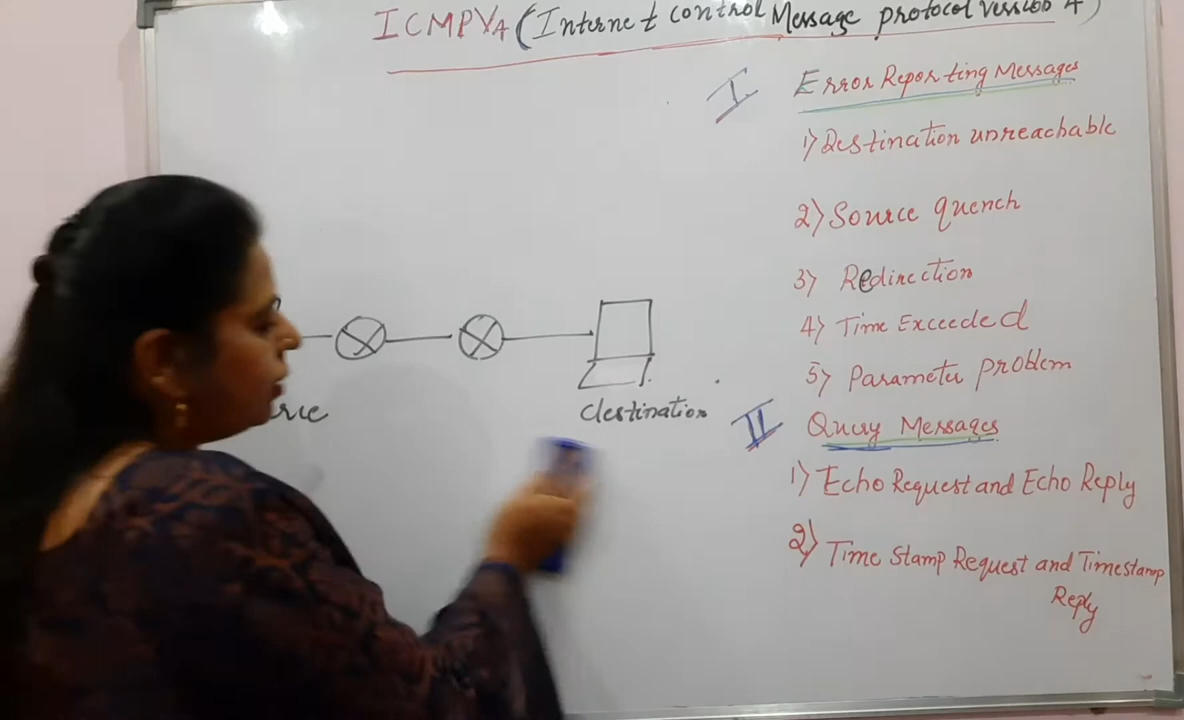 ICMPV4 (Internet control Message protocol version 4)
I Error Reporting Messages
1) Destination unreachable
2) Source quench
3) Redirection
4) Time Exceeded
5) Parameter problem
destination
II Query Messages
1) Echo Request and Echo Reply
2) Time Stamp Request and Timestamp
Reply